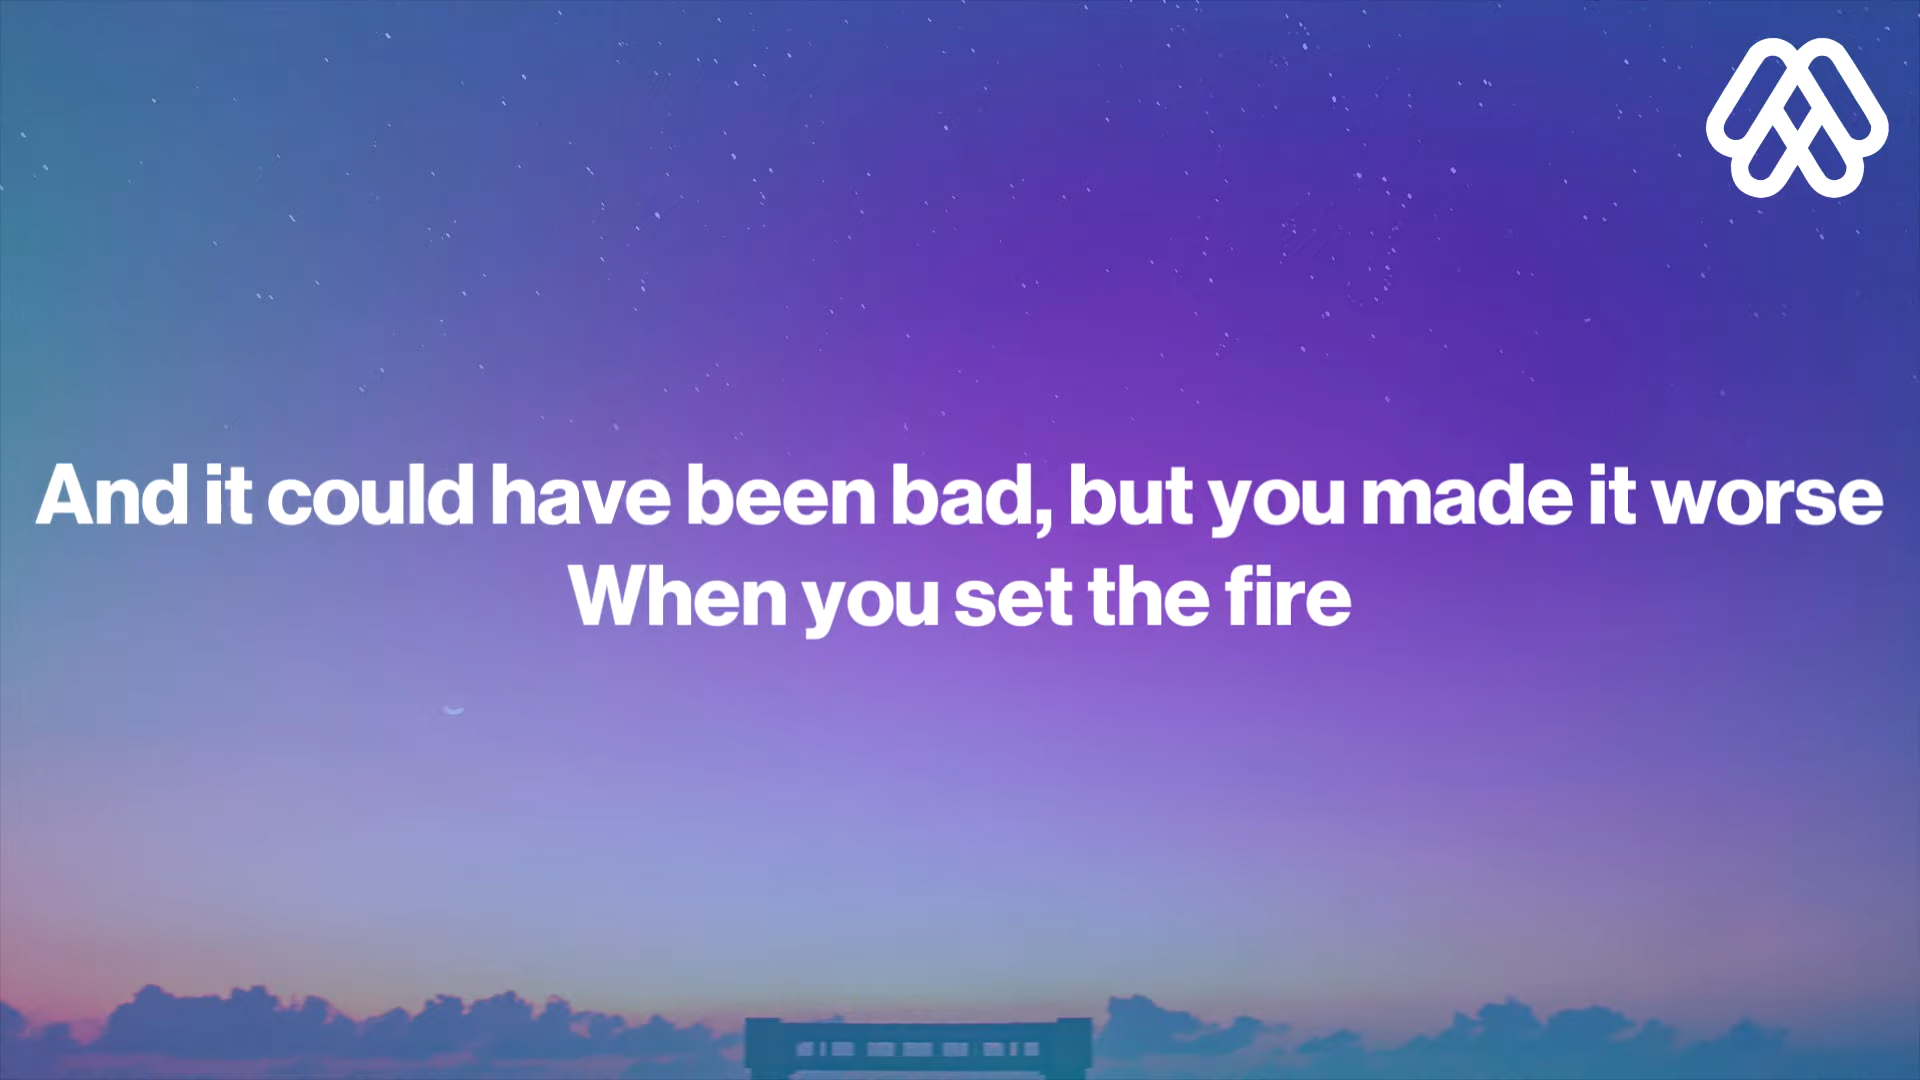 And it could have been bad, but you made it worse
When you set the fire